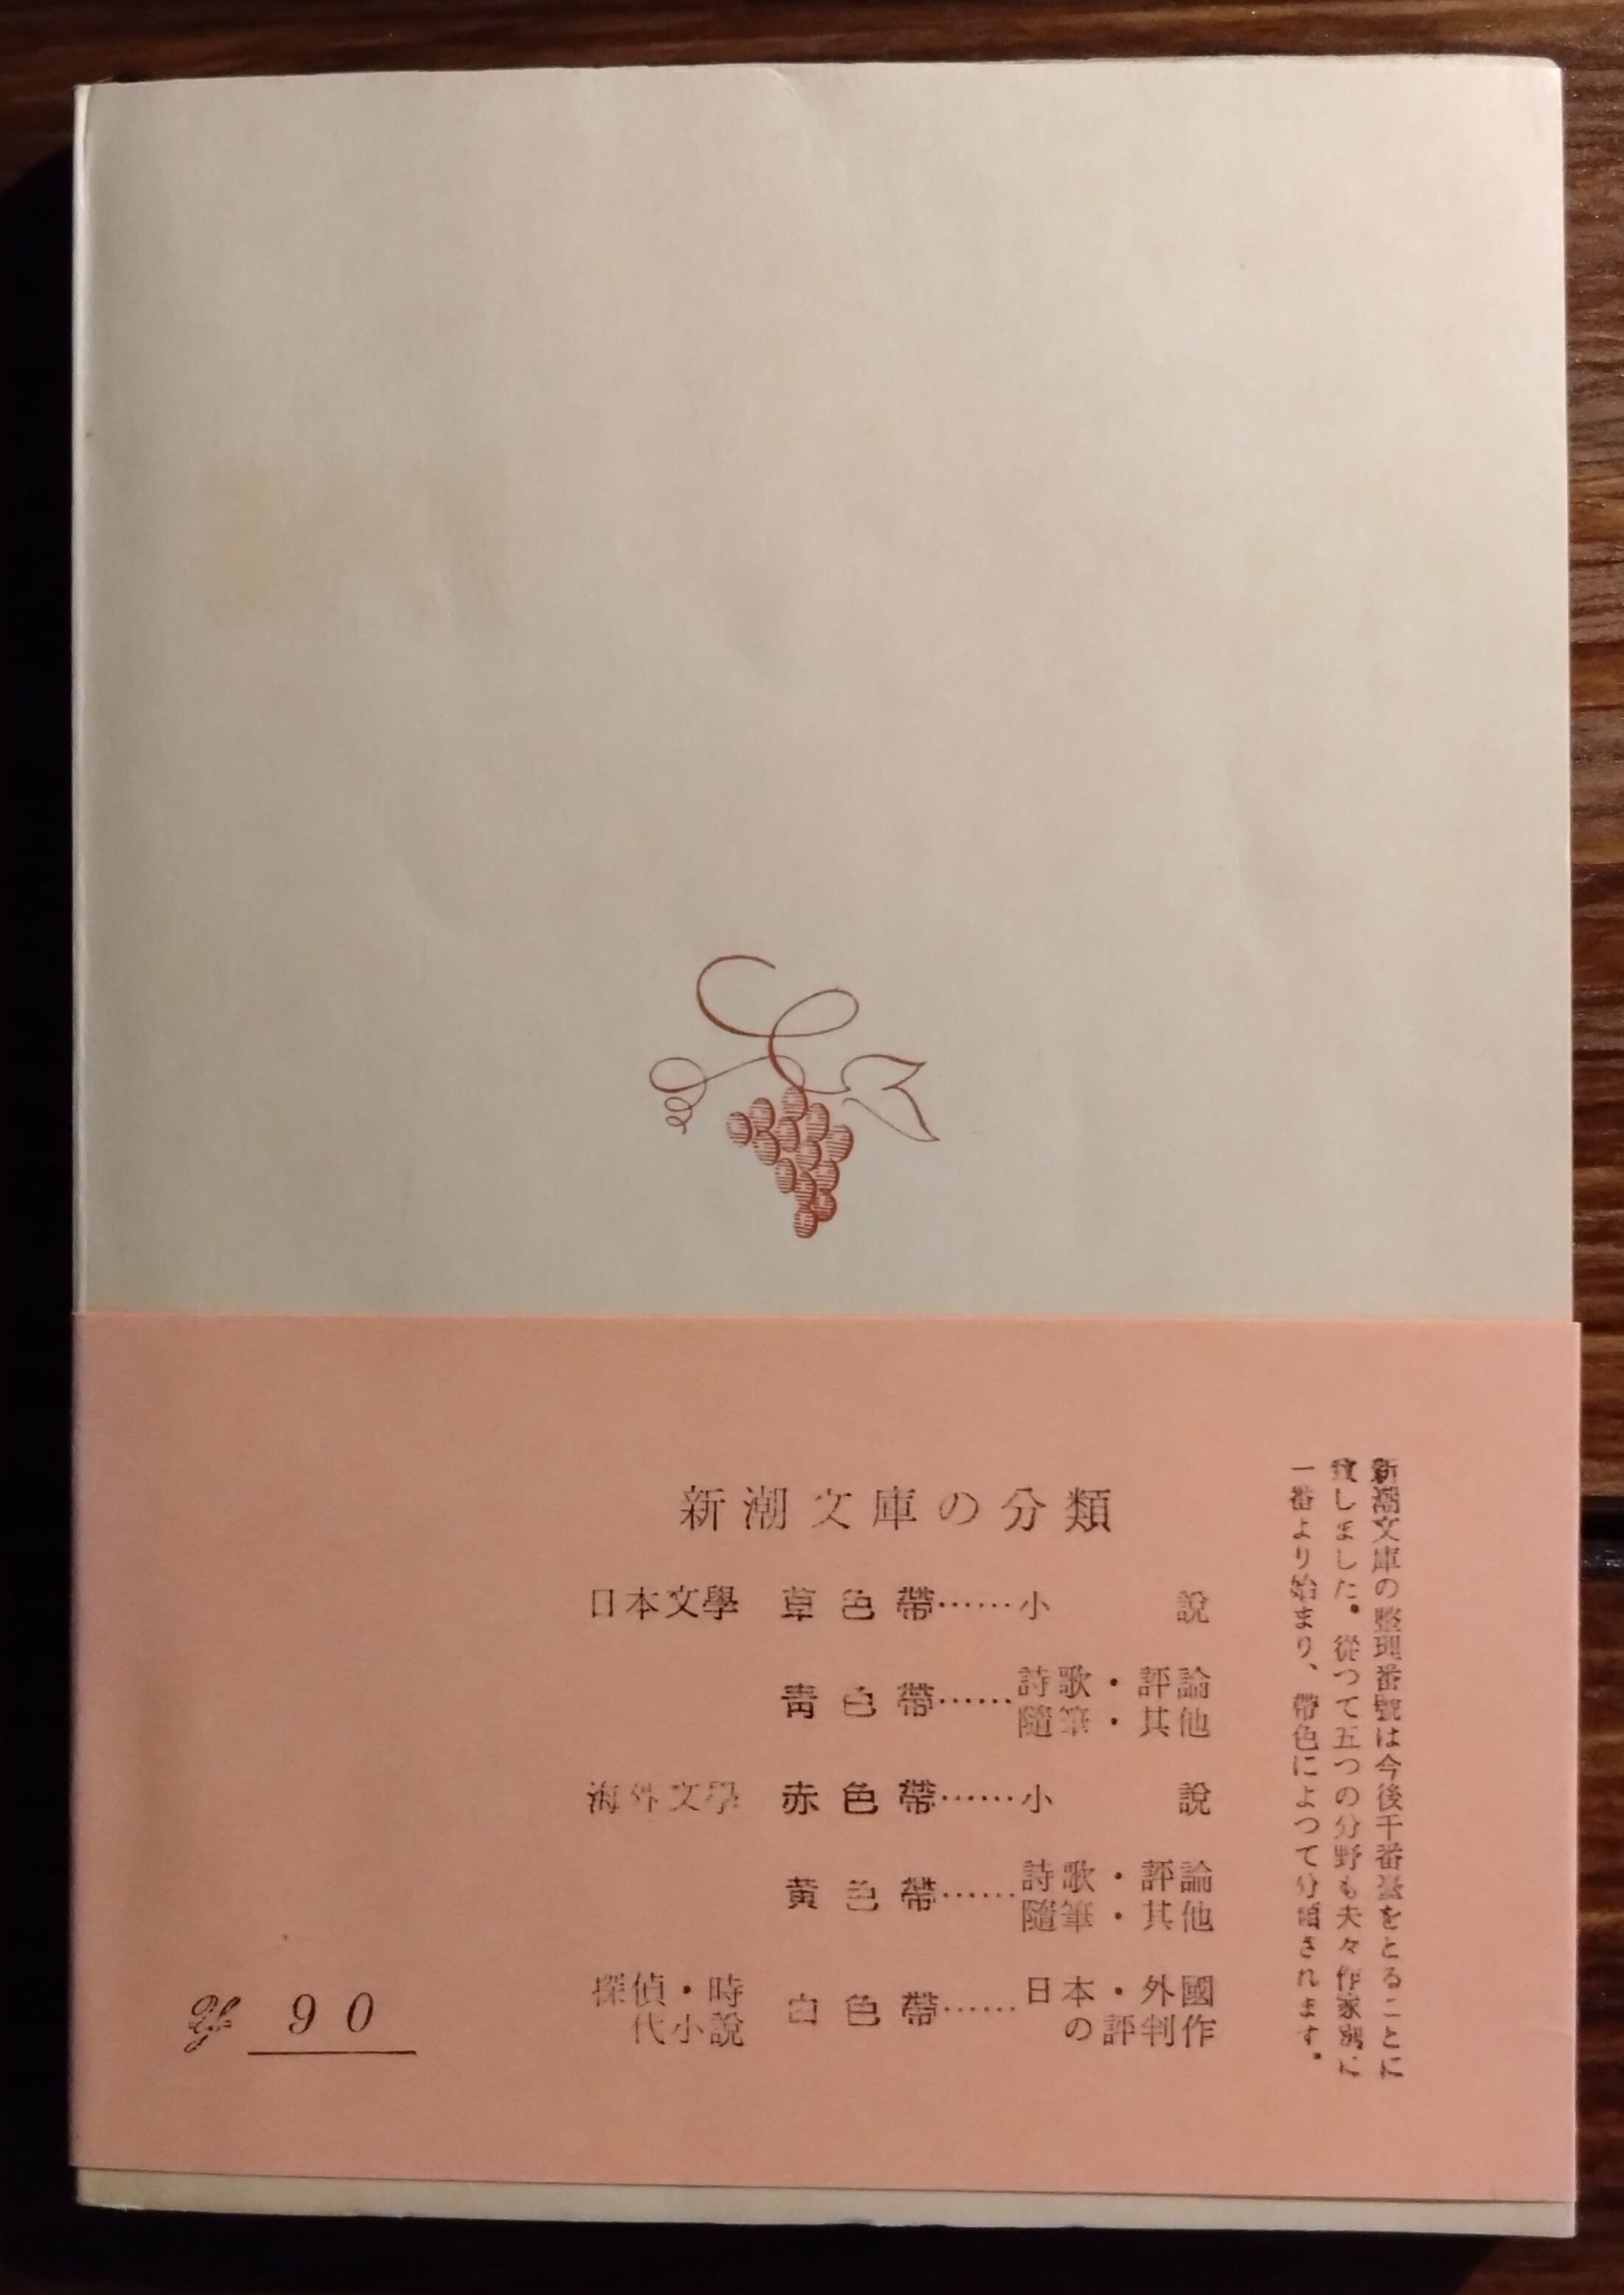 新潮文庫の整理番號は今後千番臺をとることに
致しました。從つて五つの分野も夫々作家別に
一番より始まり、帶色によつて分類されます。
新潮文庫の分類
日本文學 草色帶……小說
靑色帶……詩歌・評論
隨筆・其他
海外文學 赤色帶……小說
黄色帶……詩歌・評論
隨筆・其他
探偵・時
代小說 白色帶……日本・外國
の評判作
¥ 90